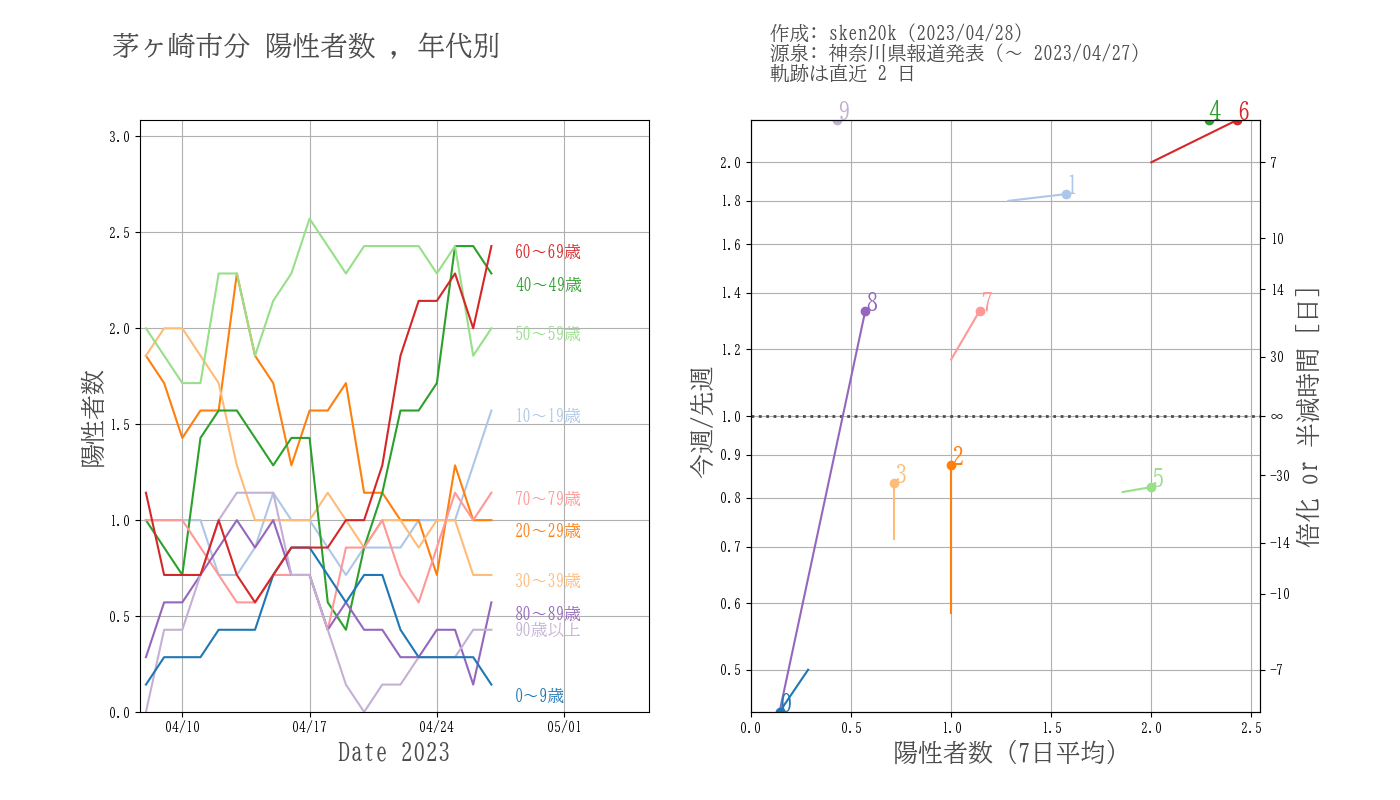 茅ヶ崎市分 陽性者数 , 年代別
作成: sken20k (2023/04/28)
源泉: 神奈川県報道発表 (～ 2023/04/27)
軌跡は直近 2 日
陽性者数
3.0
2.5
2.0
1.5
1.0
0.5
0.0
60～69歳
40～49歳
50～59歳
10～19歳
70～79歳
20～29歳
30～39歳
80～89歳
90歳以上
0～9歳
04/10
04/17
04/24
05/01
Date 2023
今週/先週
2.0
1.8
1.6
1.4
1.2
1.0
0.9
0.8
0.7
0.6
0.5
9
4
6
1
8
7
2
3
5
0
7
10
14
30
∞
-30
-14
-10
-7
倍化 or 半減時間 [日]
0.0
0.5
1.0
1.5
2.0
2.5
陽性者数 (7日平均)